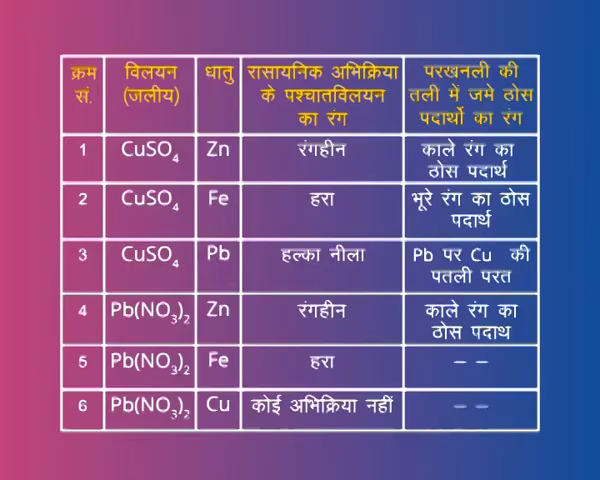 क्रम सं. विलयन (जलीय) धातु रासायनिक अभिक्रिया के पश्चातविलयन का रंग परखनली की तली में जमे ठोस पदार्थो का रंग
1 CuSO₄ Zn रंगहीन काले रंग का ठोस पदार्थ
2 CuSO₄ Fe हरा भूरे रंग का ठोस पदार्थ
3 CuSO₄ Pb हल्का नीला Pb पर Cu की पतली परत
4 Pb(NO₃)₂ Zn रंगहीन काले रंग का ठोस पदाथ
5 Pb(NO₃)₂ Fe हरा – –
6 Pb(NO₃)₂ Cu कोई अभिक्रिया नहीं – –